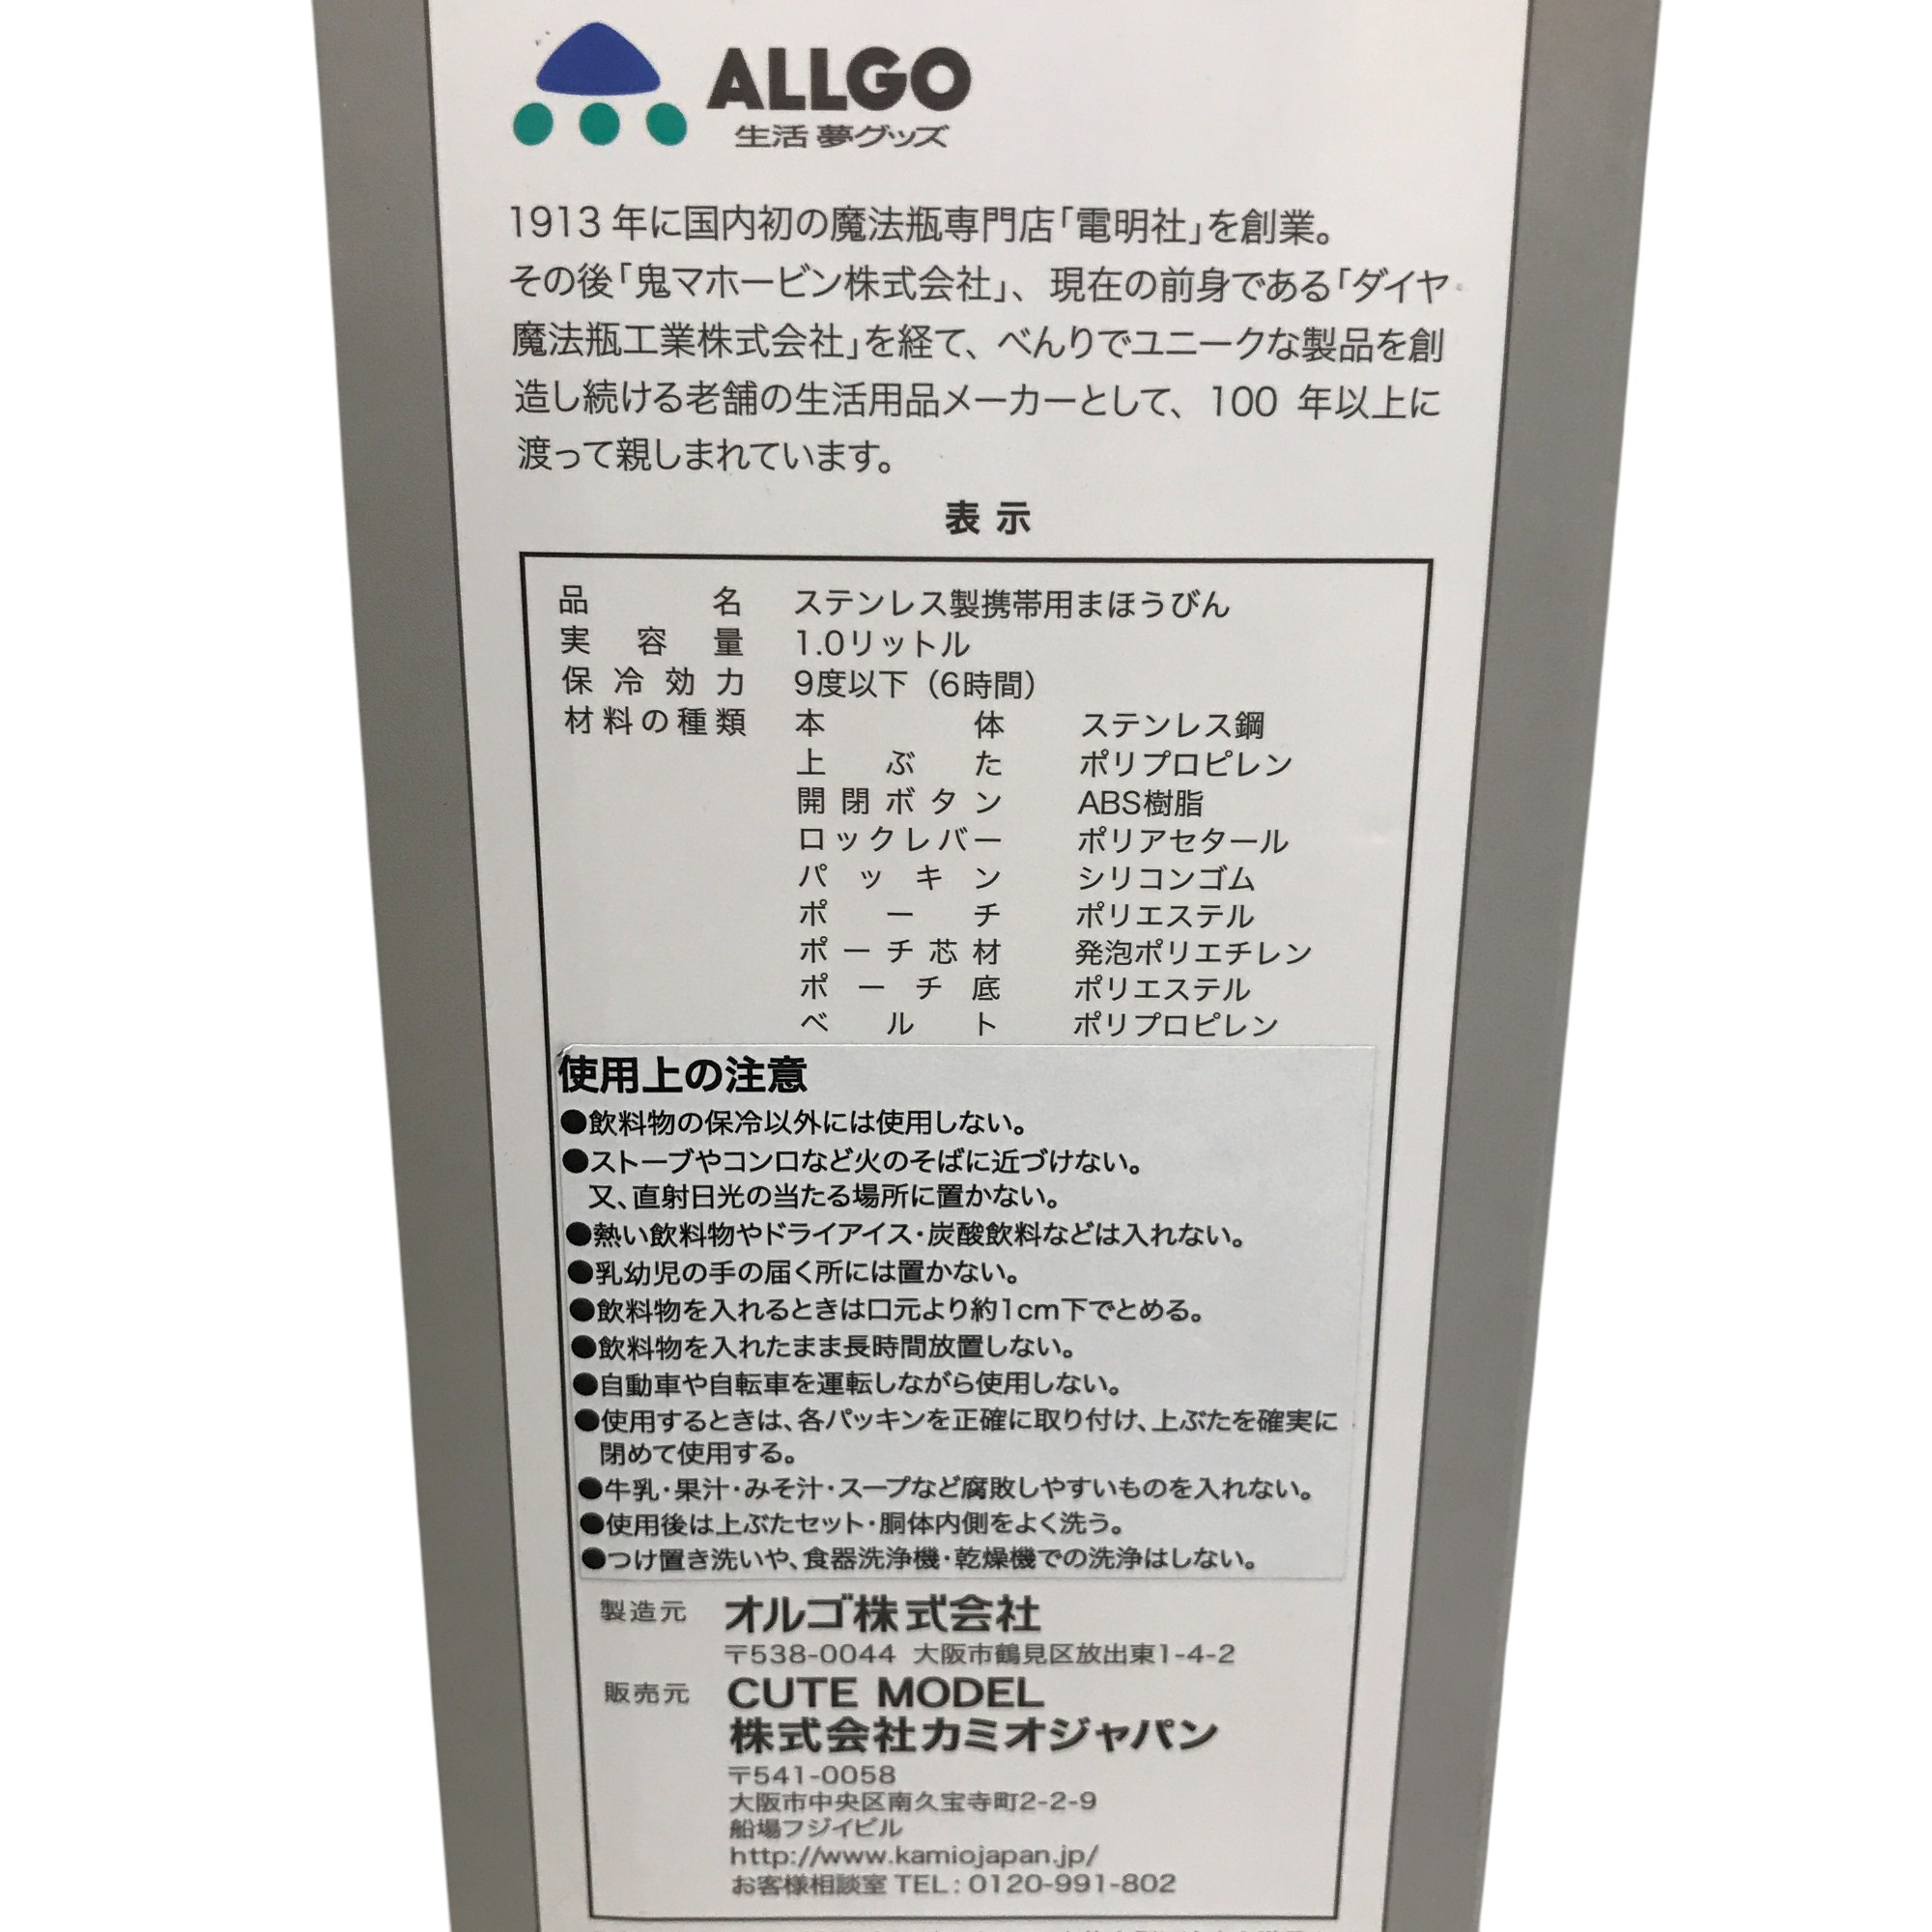 ALLGO
生活 夢グッズ
1913 年に国内初の魔法瓶専門店「電明社」を創業。
その後「鬼マホービン株式会社」、現在の前身である「ダイヤ
魔法瓶工業株式会社」を経て、べんりでユニークな製品を創
造し続ける老舗の生活用品メーカーとして、100 年以上に
渡って親しまれています。
表示
品名 ステンレス製携帯用まほうびん
実容量 1.0リットル
保冷効力 9度以下（6時間）
材料の種類 本体 ステンレス鋼
上ぶた ポリプロピレン
開閉ボタン ABS樹脂
ロックレバー ポリアセタール
パッキン シリコンゴム
ポーチ ポリエステル
ポーチ芯材 発泡ポリエチレン
ポーチ底 ポリエステル
ベルト ポリプロピレン
使用上の注意
●飲料物の保冷以外には使用しない。
●ストーブやコンロなど火のそばに近づけない。
又、直射日光の当たる場所に置かない。
●熱い飲料物やドライアイス・炭酸飲料などは入れない。
●乳幼児の手の届く所には置かない。
●飲料物を入れるときは口元より約1cm下でとめる。
●飲料物を入れたまま長時間放置しない。
●自動車や自転車を運転しながら使用しない。
●使用するときは、各パッキンを正確に取り付け、上ぶたを確実に
閉めて使用する。
●牛乳・果汁・みそ汁・スープなど腐敗しやすいものを入れない。
●使用後は上ぶたセット・胴体内側をよく洗う。
●つけ置き洗いや、食器洗浄機・乾燥機での洗浄はしない。
製造元 オルゴ株式会社
〒538-0044 大阪市鶴見区放出東1-4-2
販売元 CUTE MODEL
株式会社カミオジャパン
〒541-0058
大阪市中央区南久宝寺町2-2-9
船場フジイビル
http://www.kamiojapan.jp/
お客様相談室 TEL : 0120-991-802